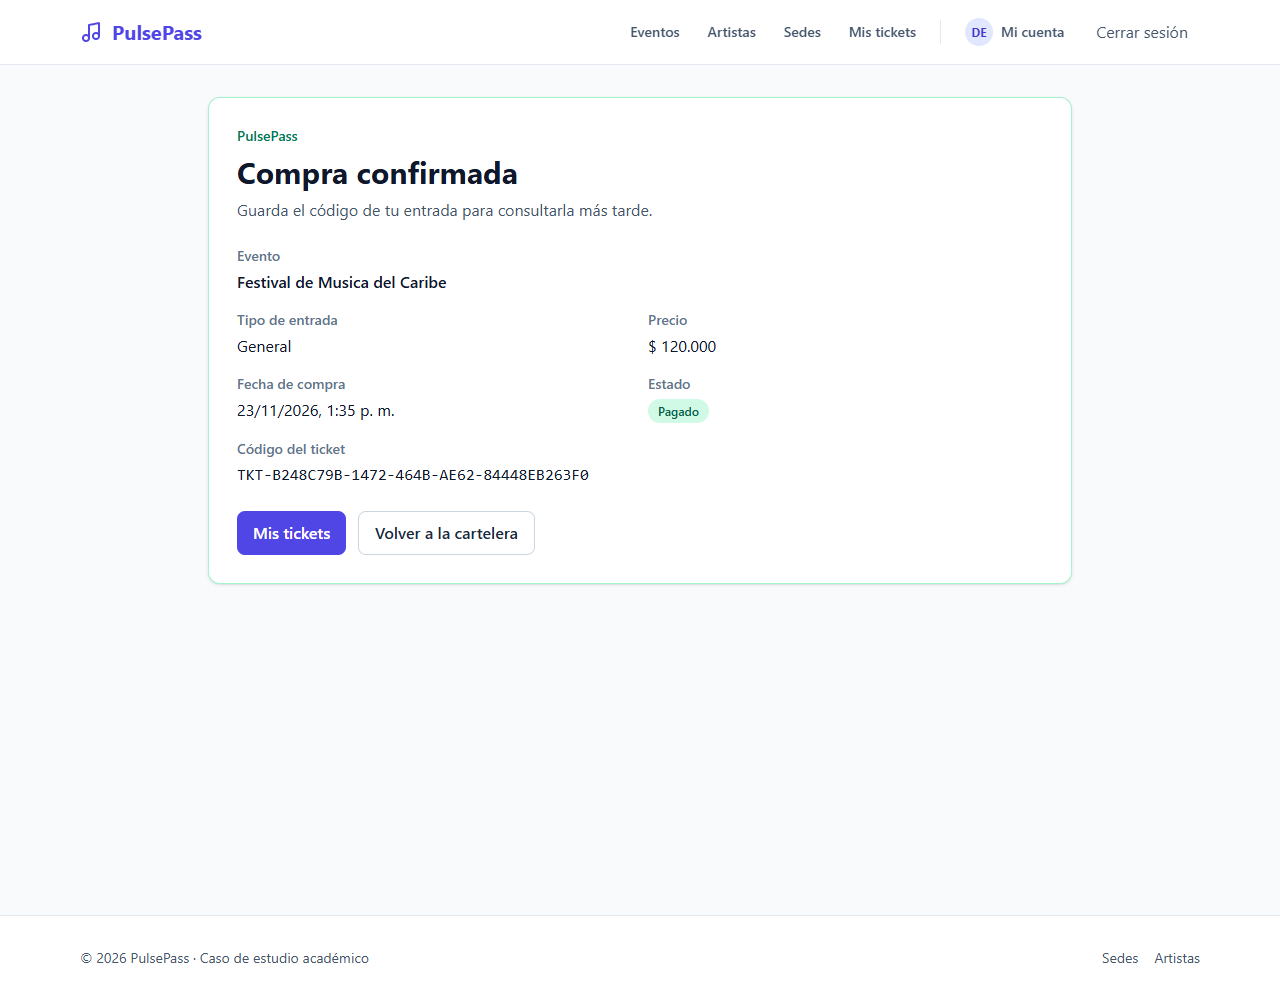 PulsePass
Eventos Artistas Sedes Mis tickets DE Mi cuenta Cerrar sesión
PulsePass
Compra confirmada
Guarda el código de tu entrada para consultarla más tarde.
Evento
Festival de Musica del Caribe
Tipo de entrada
General
Precio
$ 120.000
Fecha de compra
23/11/2026, 1:35 p. m.
Estado
Pagado
Código del ticket
TKT-B248C79B-1472-464B-AE62-84448EB263F0
Mis tickets Volver a la cartelera
© 2026 PulsePass · Caso de estudio académico
Sedes Artistas